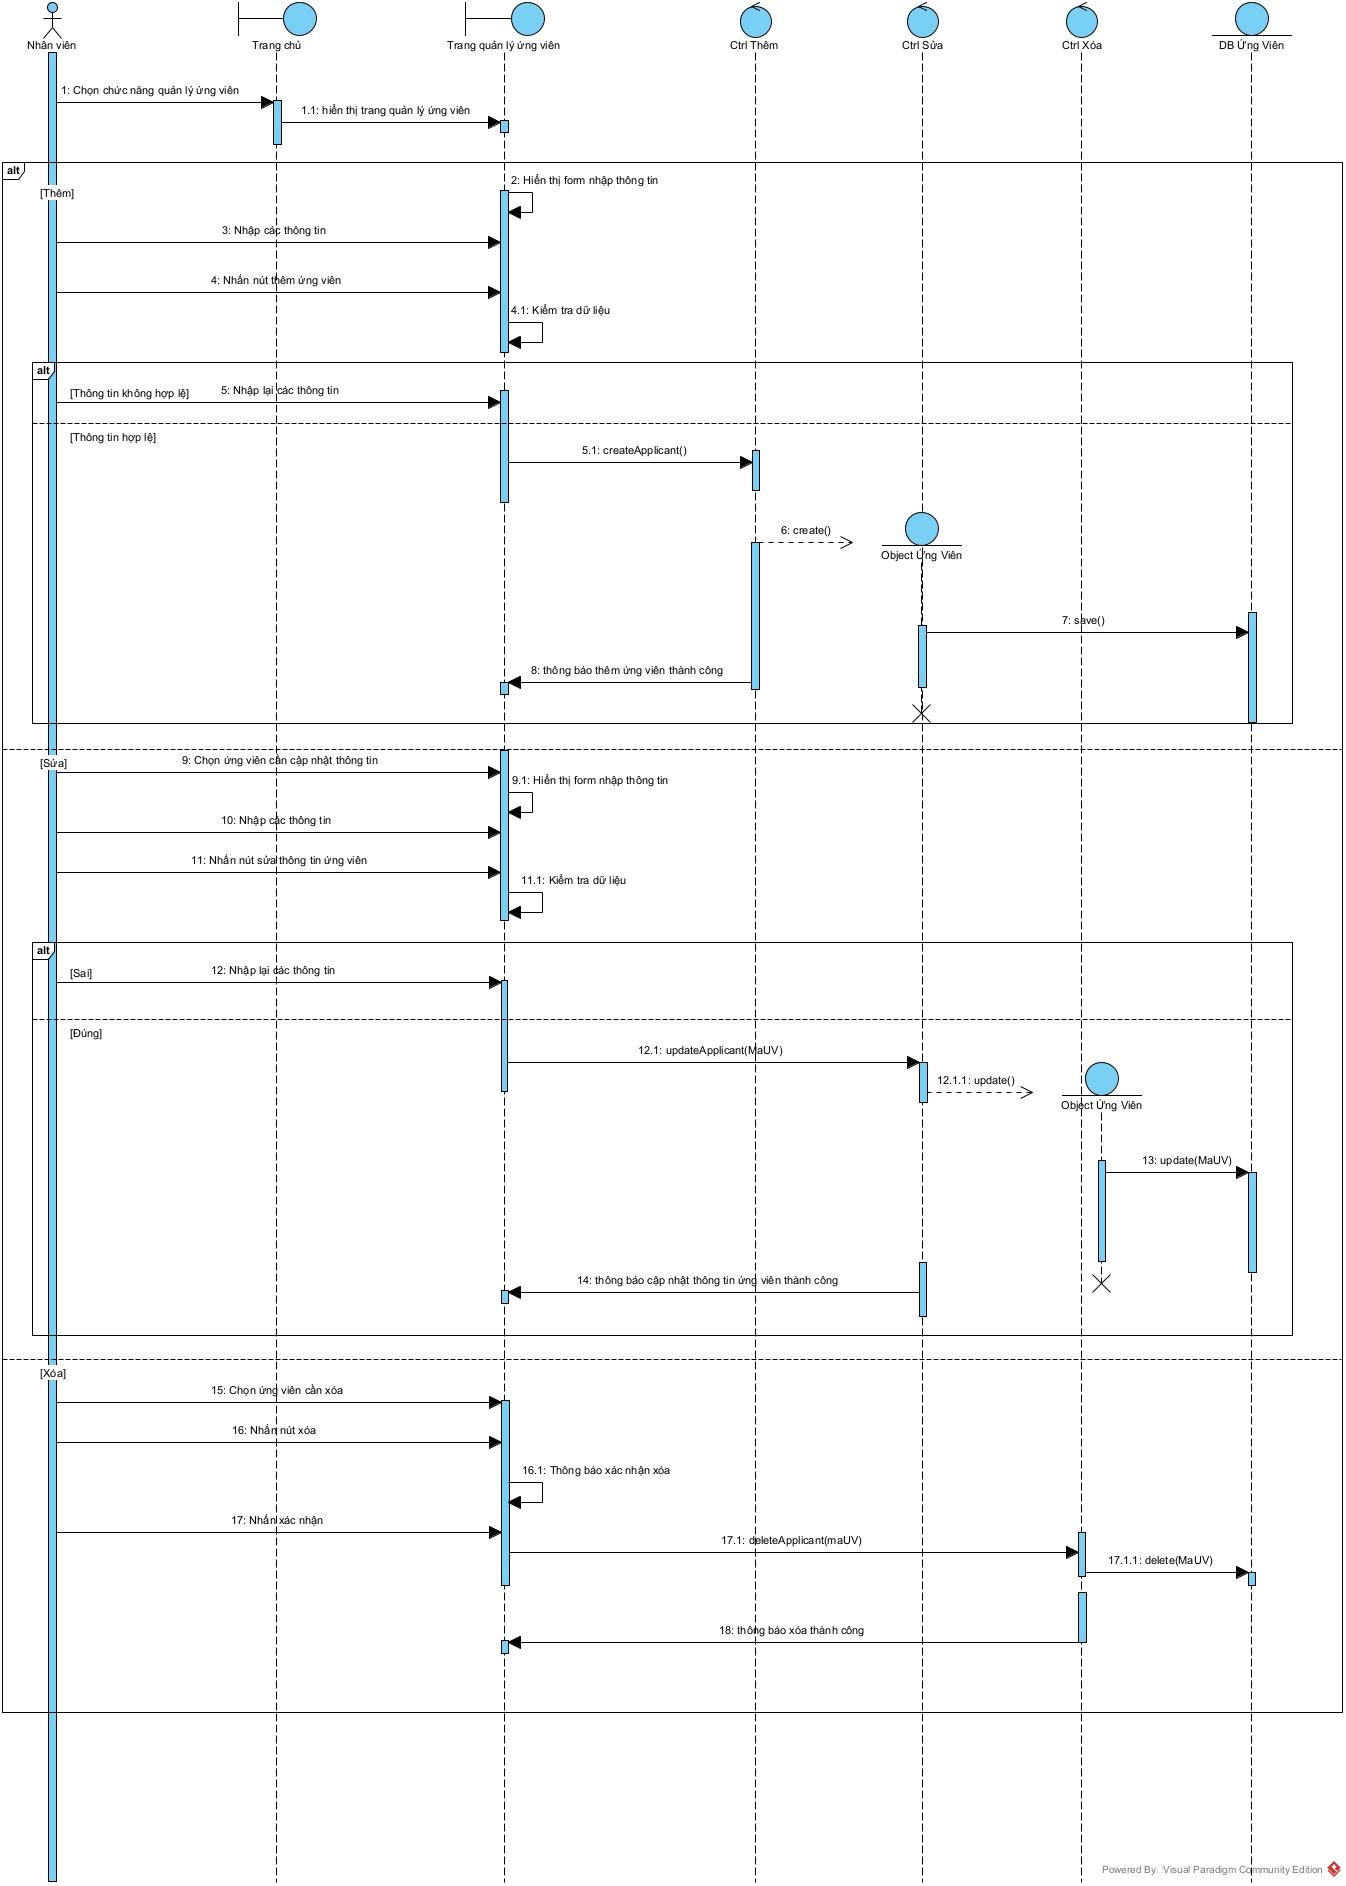 Nhân viên
Trang chủ
Trang quản lý ứng viên
Ctrl Thêm
Ctrl Sửa
Ctrl Xóa
DB Ứng Viên
1: Chọn chức năng quản lý ứng viên
1.1: hiển thị trang quản lý ứng viên
alt
[Thêm]
2: Hiển thị form nhập thông tin
3: Nhập các thông tin
4: Nhấn nút thêm ứng viên
4.1: Kiểm tra dữ liệu
alt
[Thông tin không hợp lệ]
5: Nhập lại các thông tin
[Thông tin hợp lệ]
5.1: createApplicant()
6: create()
Object Ứng Viên
7: save()
8: thông báo thêm ứng viên thành công
[Sửa]
9: Chọn ứng viên cần cập nhật thông tin
9.1: Hiển thị form nhập thông tin
10: Nhập các thông tin
11: Nhấn nút sửa thông tin ứng viên
11.1: Kiểm tra dữ liệu
alt
[Sai]
12: Nhập lại các thông tin
[Đúng]
12.1: updateApplicant(MaUV)
12.1.1: update()
Object Ứng Viên
13: update(MaUV)
14: thông báo cập nhật thông tin ứng viên thành công
[Xóa]
15: Chọn ứng viên cần xóa
16: Nhấn nút xóa
16.1: Thông báo xác nhận xóa
17: Nhấn xác nhận
17.1: deleteApplicant(maUV)
17.1.1: delete(MaUV)
18: thông báo xóa thành công
Powered By Visual Paradigm Community Edition